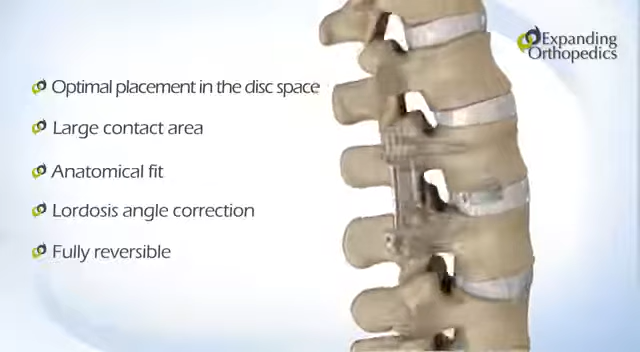 Expanding
Orthopedics
Optimal placement in the disc space
Large contact area
Anatomical fit
Lordosis angle correction
Fully reversible